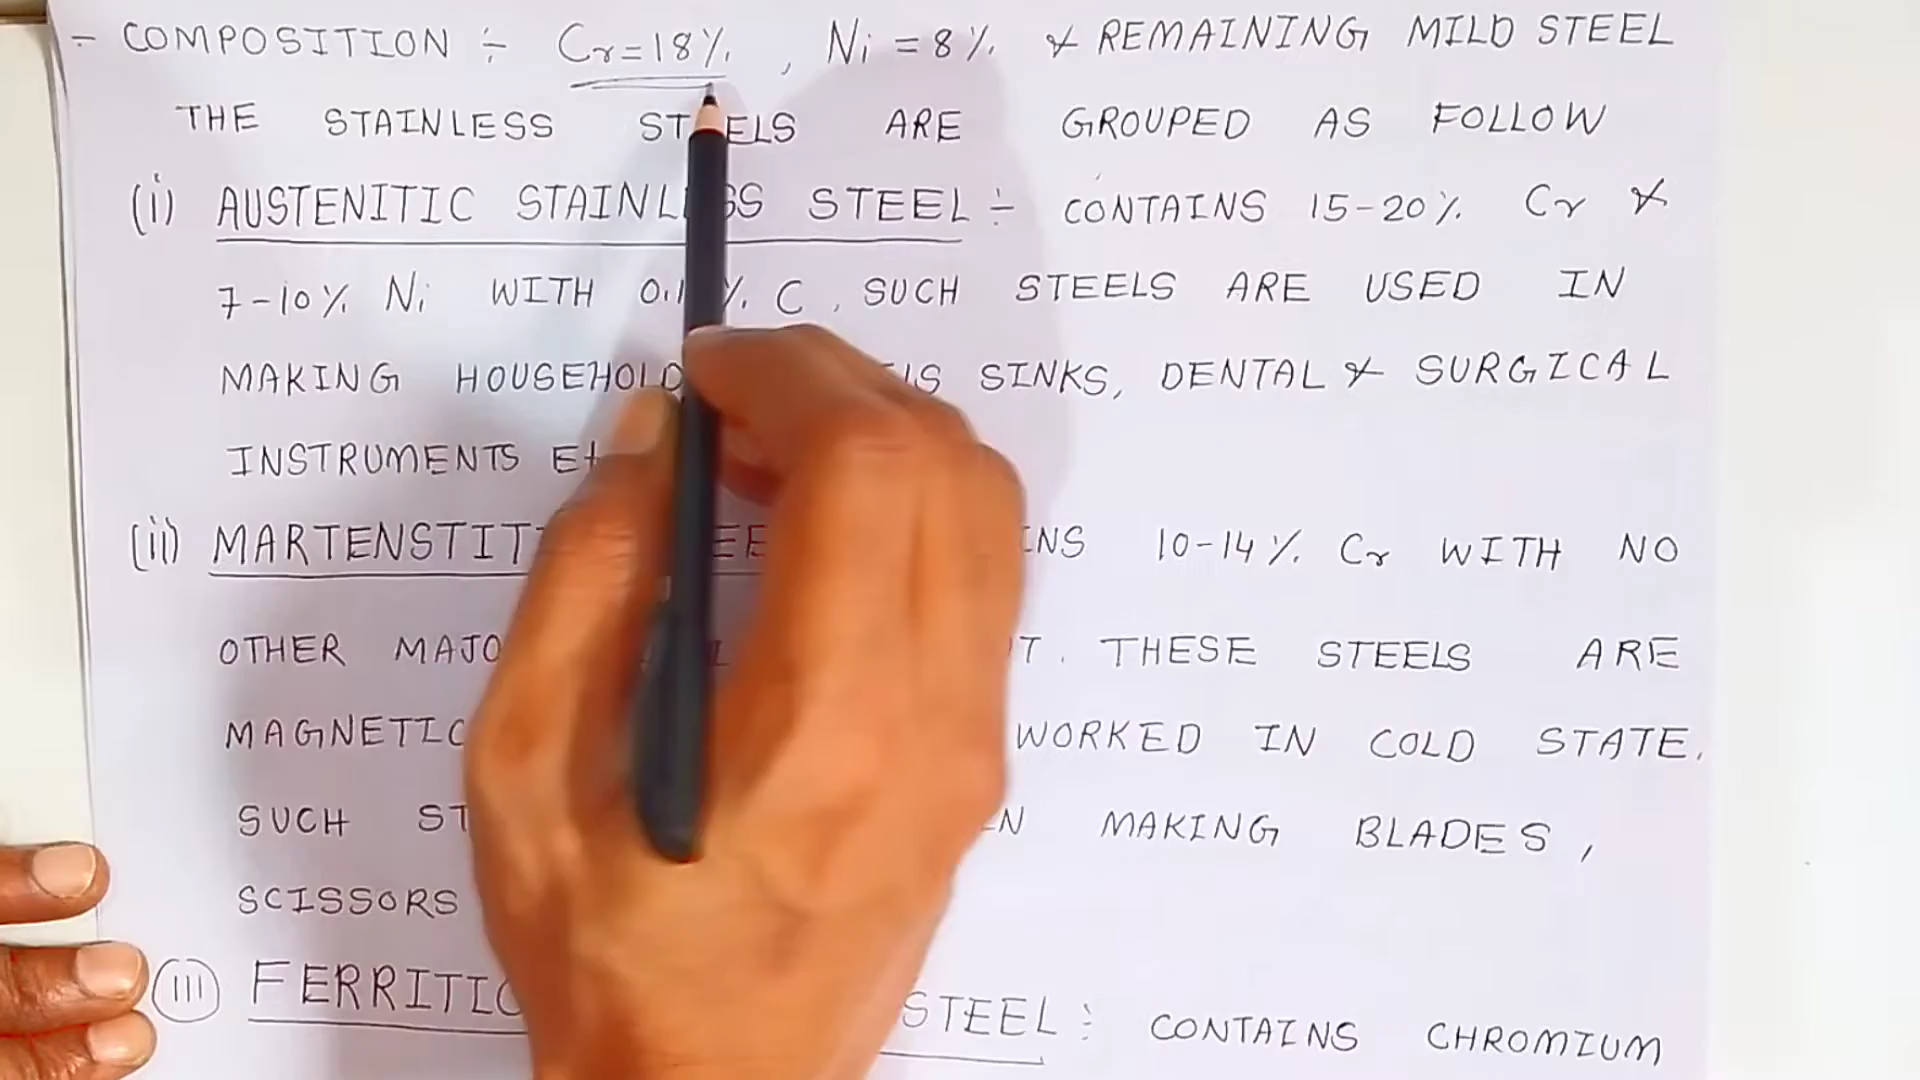 - COMPOSITION ÷ Cr=18%, Ni=8% & REMAINING MILD STEEL
THE STAINLESS STEELS ARE GROUPED AS FOLLOW
(i) AUSTENITIC STAINLESS STEEL ÷ CONTAINS 15-20% Cr &
7-10% Ni WITH % C, SUCH STEELS ARE USED IN
MAKING HOUSEHOLD SINKS, DENTAL & SURGICAL
INSTRUMENTS
(ii) 10-14% Cr WITH NO
OTHER THESE STEELS ARE
MAGNETIC WORKED IN COLD STATE.
SUCH MAKING BLADES,
SCISSORS
(iii) FERRITIC STEEL : CONTAINS CHROMIUM